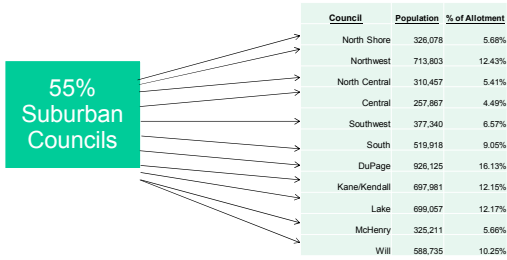 55%
Suburban
Councils
Council Population % of Allotment
North Shore 326,078 5.68%
Northwest 713,803 12.43%
North Central 310,457 5.41%
Central 257,867 4.49%
Southwest 377,340 6.57%
South 519,918 9.05%
DuPage 926,125 16.13%
Kane/Kendall 697,981 12.15%
Lake 699,057 12.17%
McHenry 325,211 5.66%
Will 588,735 10.25%